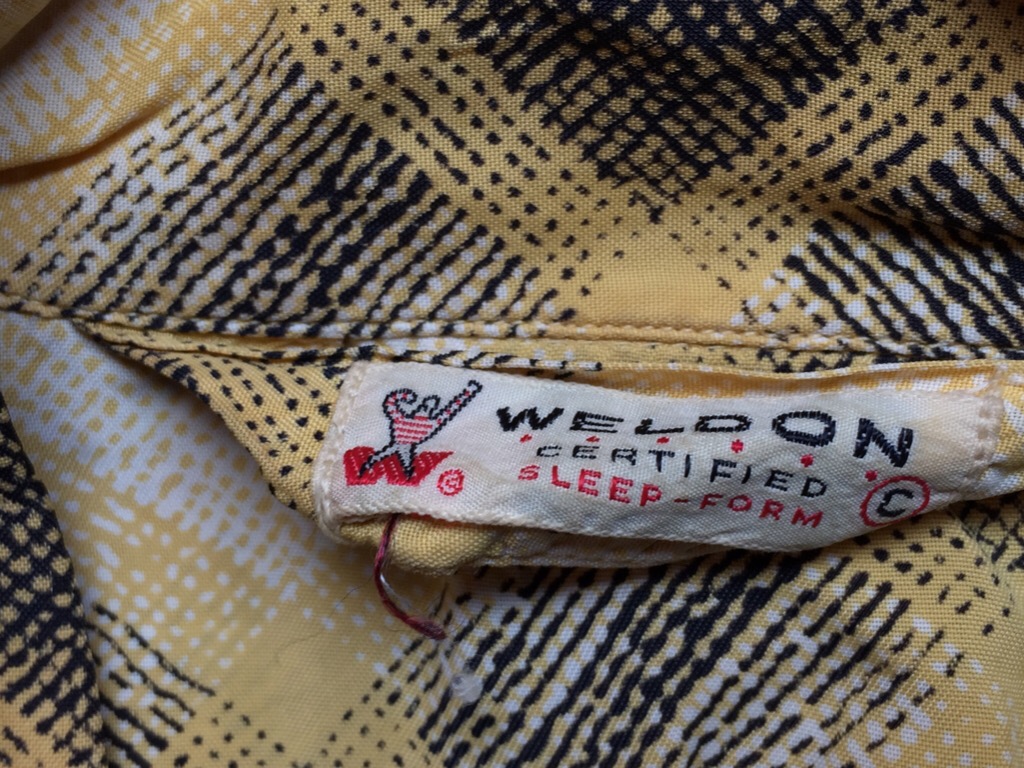 WELDON
CERTIFIED
SLEEP-FORM
C
W
R